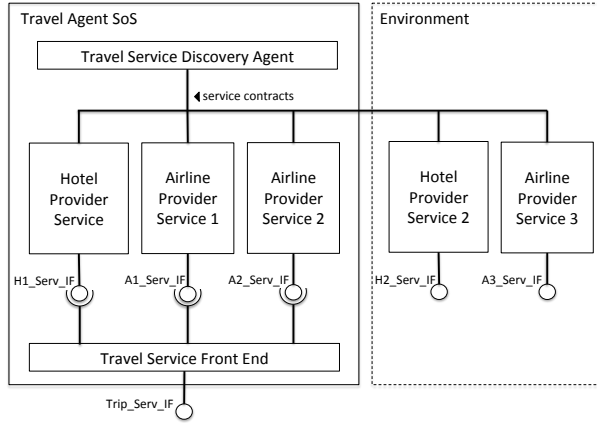 Travel Agent SoS
Environment
Travel Service Discovery Agent
service contracts
Hotel
Provider
Service
Airline
Provider
Service 1
Airline
Provider
Service 2
Hotel
Provider
Service 2
Airline
Provider
Service 3
H1_Serv_IF
A1_Serv_IF
A2_Serv_IF
H2_Serv_IF
A3_Serv_IF
Travel Service Front End
Trip_Serv_IF